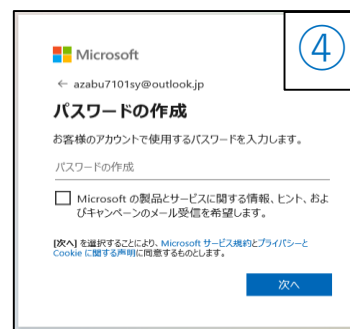 ④
Microsoft
← azabu7101sy@outlook.jp
パスワードの作成
お客様のアカウントで使用するパスワードを入力します。
パスワードの作成
Microsoft の製品とサービスに関する情報、ヒント、およ
びキャンペーンのメール受信を希望します。
[次へ] を選択することにより、Microsoft サービス規約とプライバシーと
Cookie に関する声明に同意するものとします。
次へ